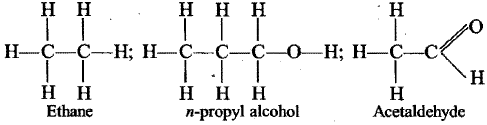 H H H H H H
H—C—C—H; H—C—C—C—O—H; H—C—C
O
H
H H H H H H
Ethane n-propyl alcohol Acetaldehyde